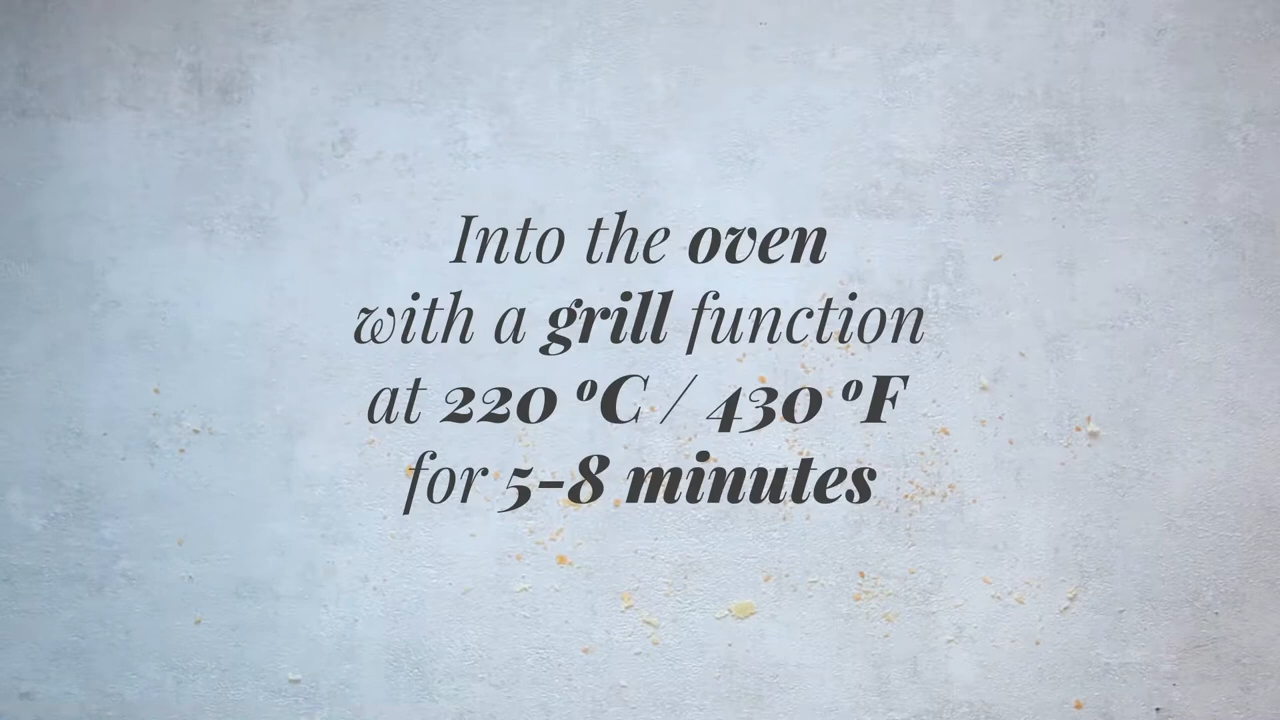 Into the oven
with a grill function
at 220 ºC / 430 ºF
for 5-8 minutes